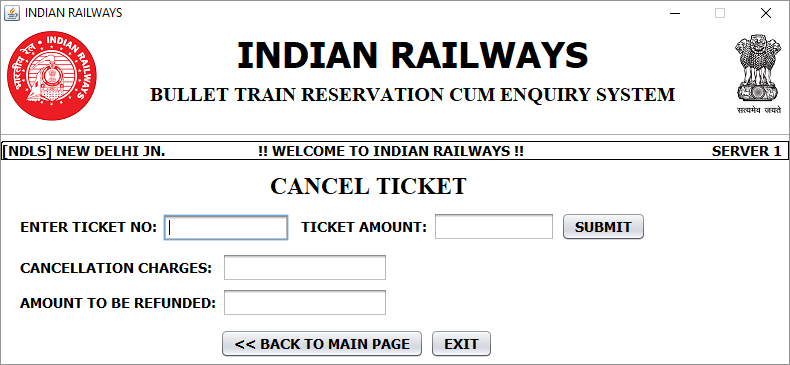 INDIAN RAILWAYS
भारतीय रेल INDIAN RAILWAYS
INDIAN RAILWAYS
BULLET TRAIN RESERVATION CUM ENQUIRY SYSTEM
सत्यमेव जयते
[NDLS] NEW DELHI JN. !! WELCOME TO INDIAN RAILWAYS !! SERVER 1
CANCEL TICKET
ENTER TICKET NO: TICKET AMOUNT: SUBMIT
CANCELLATION CHARGES:
AMOUNT TO BE REFUNDED:
<< BACK TO MAIN PAGE EXIT